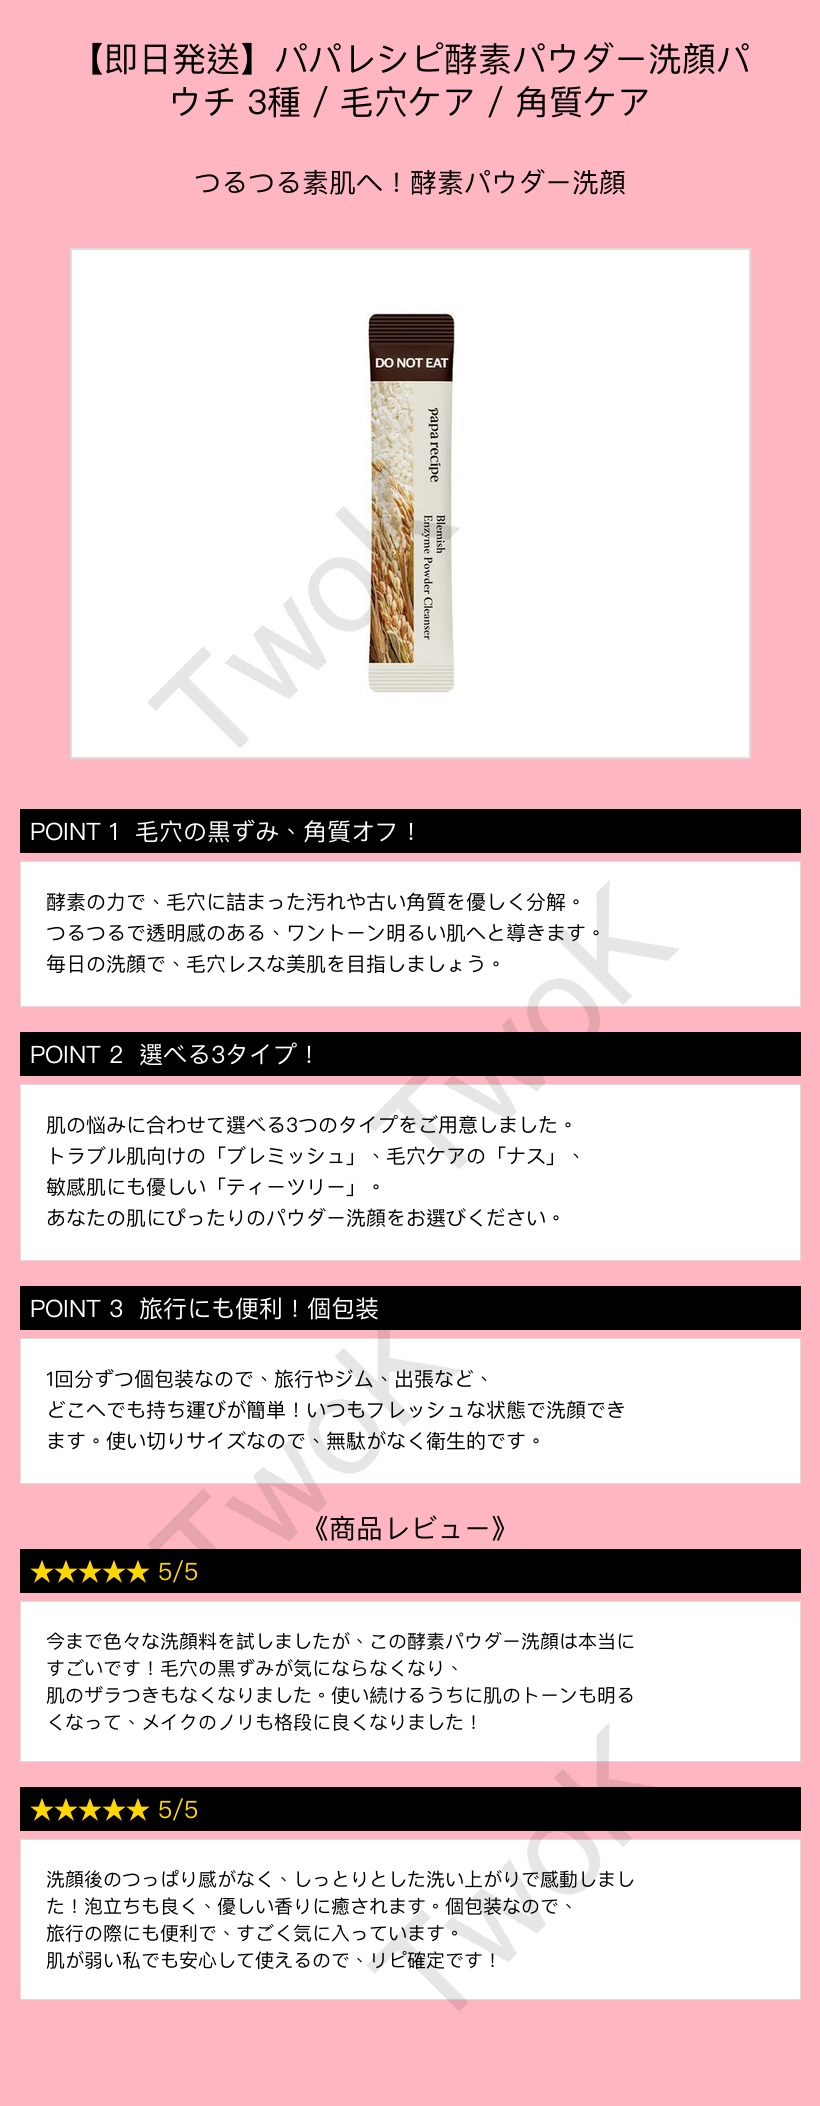 【即日発送】パパレシピ酵素パウダー洗顔パ
ウチ 3種 / 毛穴ケア / 角質ケア
つるつる素肌へ！酵素パウダー洗顔
DO NOT EAT
papa recipe
Blemish
Enzyme Powder Cleanser
TwoK
POINT 1 毛穴の黒ずみ、角質オフ！
酵素の力で、毛穴に詰まった汚れや古い角質を優しく分解。
つるつるで透明感のある、ワントーン明るい肌へと導きます。
毎日の洗顔で、毛穴レスな美肌を目指しましょう。
TwoK
POINT 2 選べる3タイプ！
肌の悩みに合わせて選べる3つのタイプをご用意しました。
トラブル肌向けの「ブレミッシュ」、毛穴ケアの「ナス」、
敏感肌にも優しい「ティーツリー」。
あなたの肌にぴったりのパウダー洗顔をお選びください。
POINT 3 旅行にも便利！個包装
1回分ずつ個包装なので、旅行やジム、出張など、
どこへでも持ち運びが簡単！いつもフレッシュな状態で洗顔でき
ます。使い切りサイズなので、無駄がなく衛生的です。
TwoK
《商品レビュー》
★★★★★ 5/5
今まで色々な洗顔料を試しましたが、この酵素パウダー洗顔は本当に
すごいです！毛穴の黒ずみが気にならなくなり、
肌のザラつきもなくなりました。使い続けるうちに肌のトーンも明る
くなって、メイクのノリも格段に良くなりました！
★★★★★ 5/5
洗顔後のつっぱり感がなく、しっとりとした洗い上がりで感動しまし
た！泡立ちも良く、優しい香りに癒されます。個包装なので、
旅行の際にも便利で、すごく気に入っています。
肌が弱い私でも安心して使えるので、リピ確定です！
TwoK